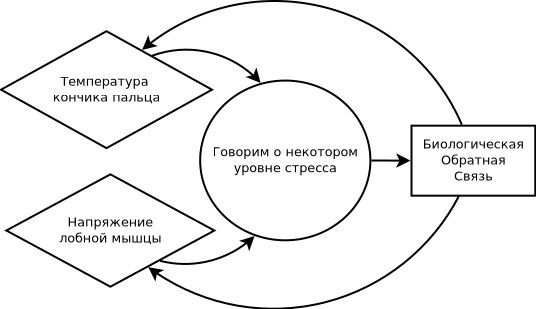 Температура
кончика пальца
Говорим о некотором
уровне стресса
Биологическая
Обратная
Связь
Напряжение
лобной мышцы